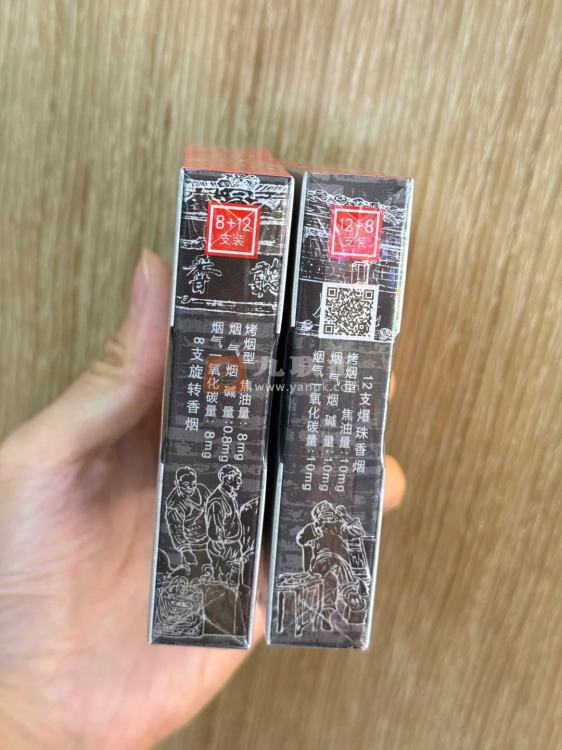 8+12
支装
烤烟型 焦油量:8mg
烟气烟碱量:0.8mg
烟气一氧化碳量:8mg
8支旋转香烟
12+8
支装
12支爆珠香烟
烤烟型 焦油量:10mg
烟气烟碱量:10mg
烟气一氧化碳量:10mg
www.yanpk.com